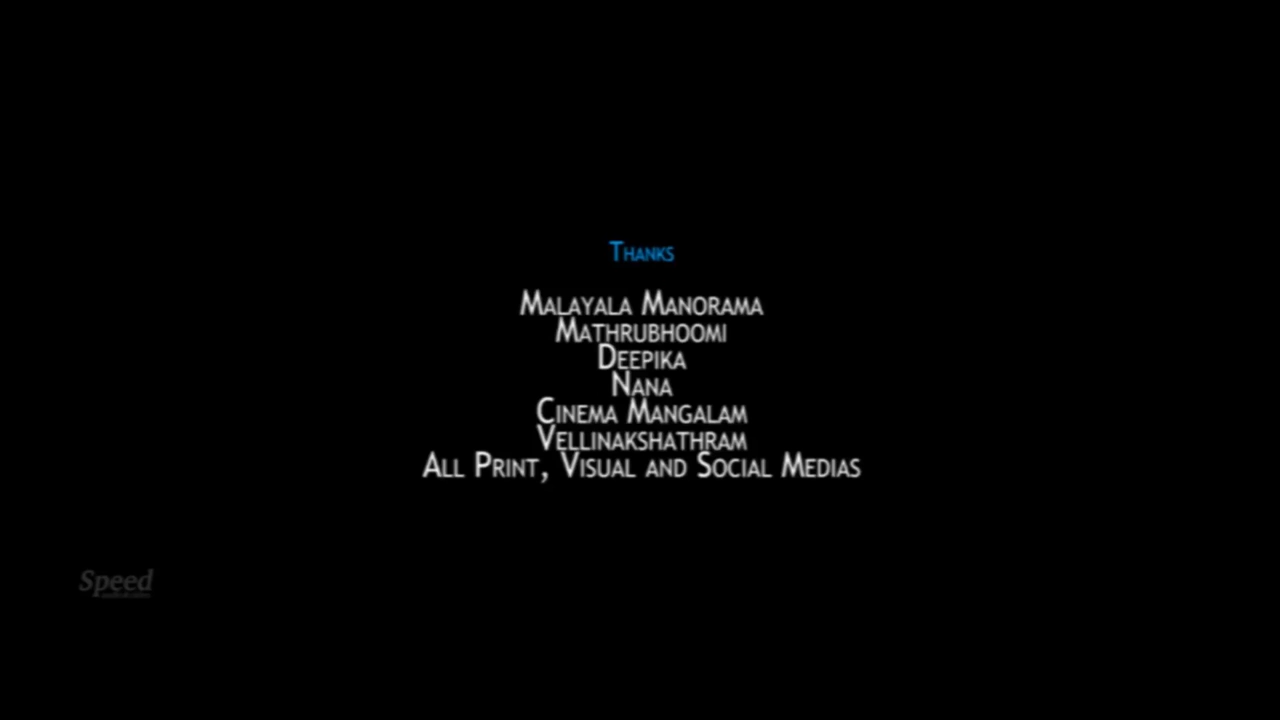 Thanks
Malayala Manorama
Mathrubhoomi
Deepika
Nana
Cinema Mangalam
Vellinakshathram
All Print, Visual and Social Medias
Speed